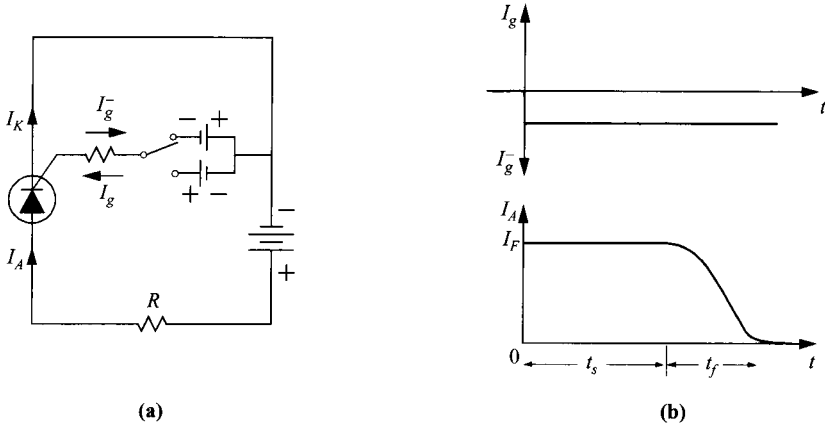 I_K
I_g^-
− +
+ −
I_g
I_A
−
+
R
(a)
I_g
t
I_g^-
I_A
I_F
0
t_s
t_f
t
(b)